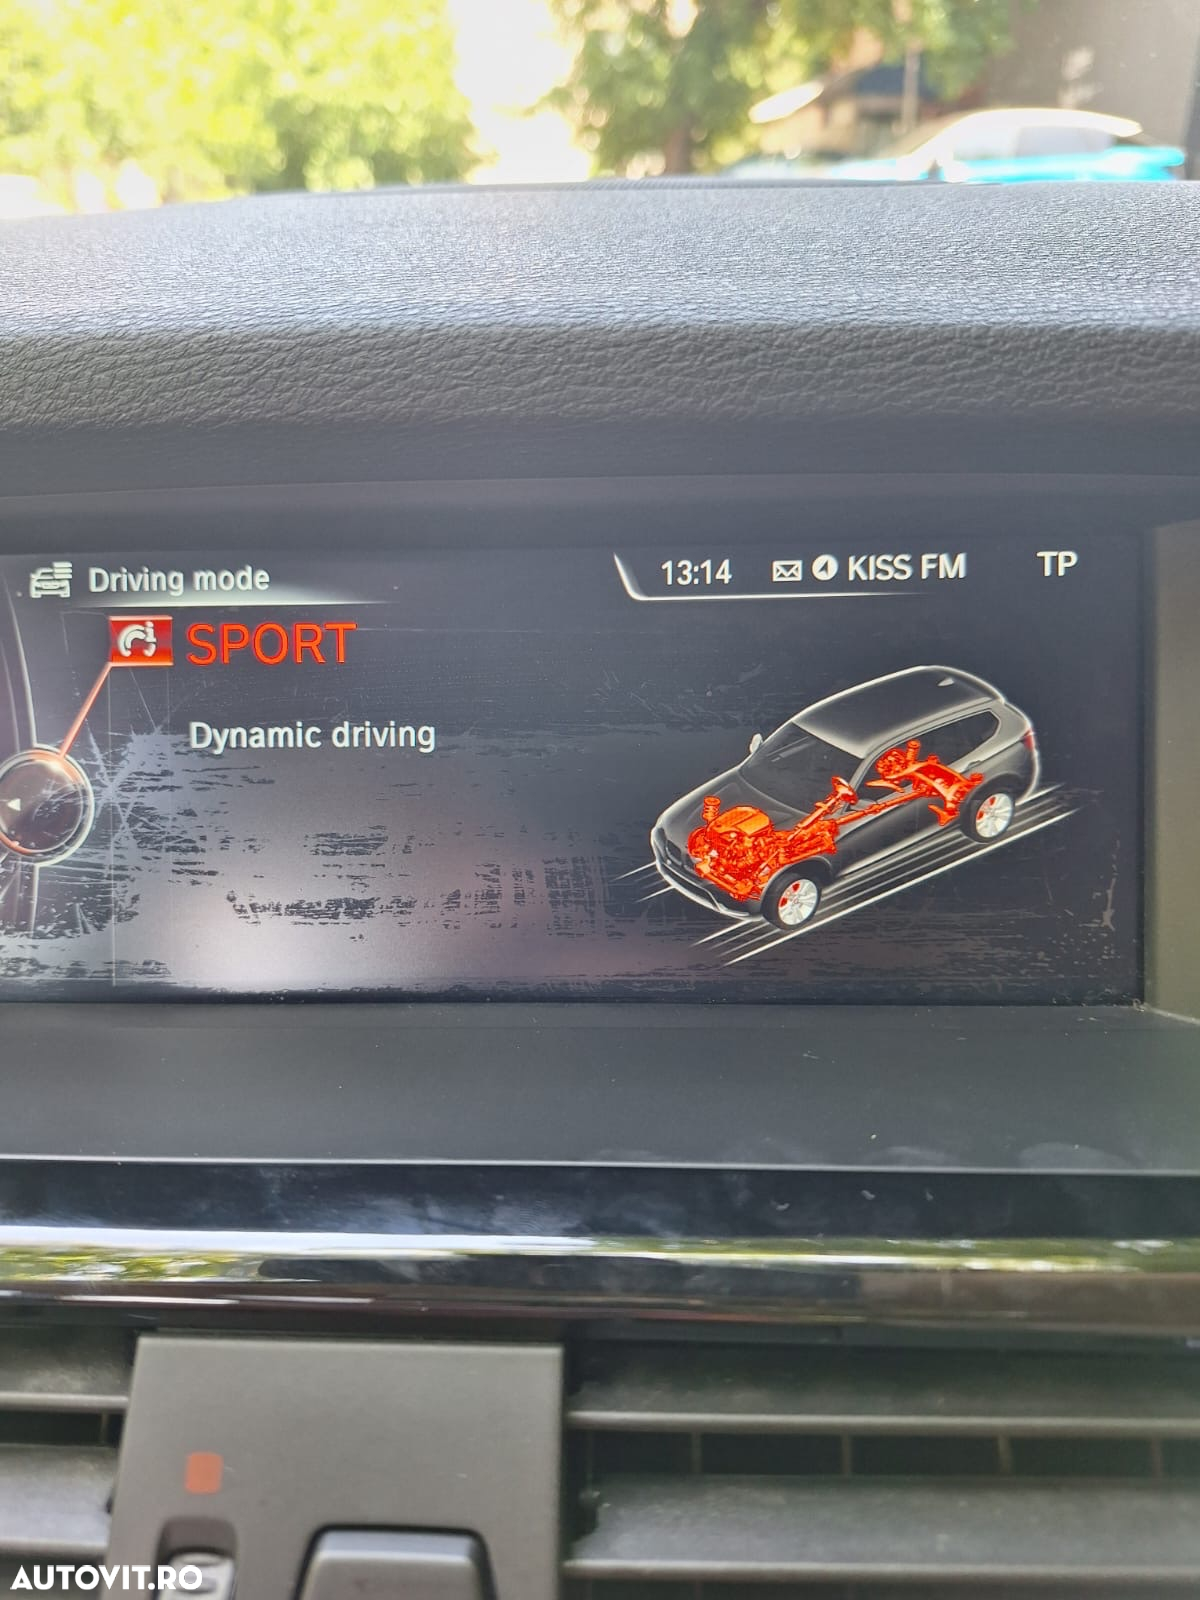 Driving mode
13:14 KISS FM TP
SPORT
Dynamic driving
AUTOVIT.RO